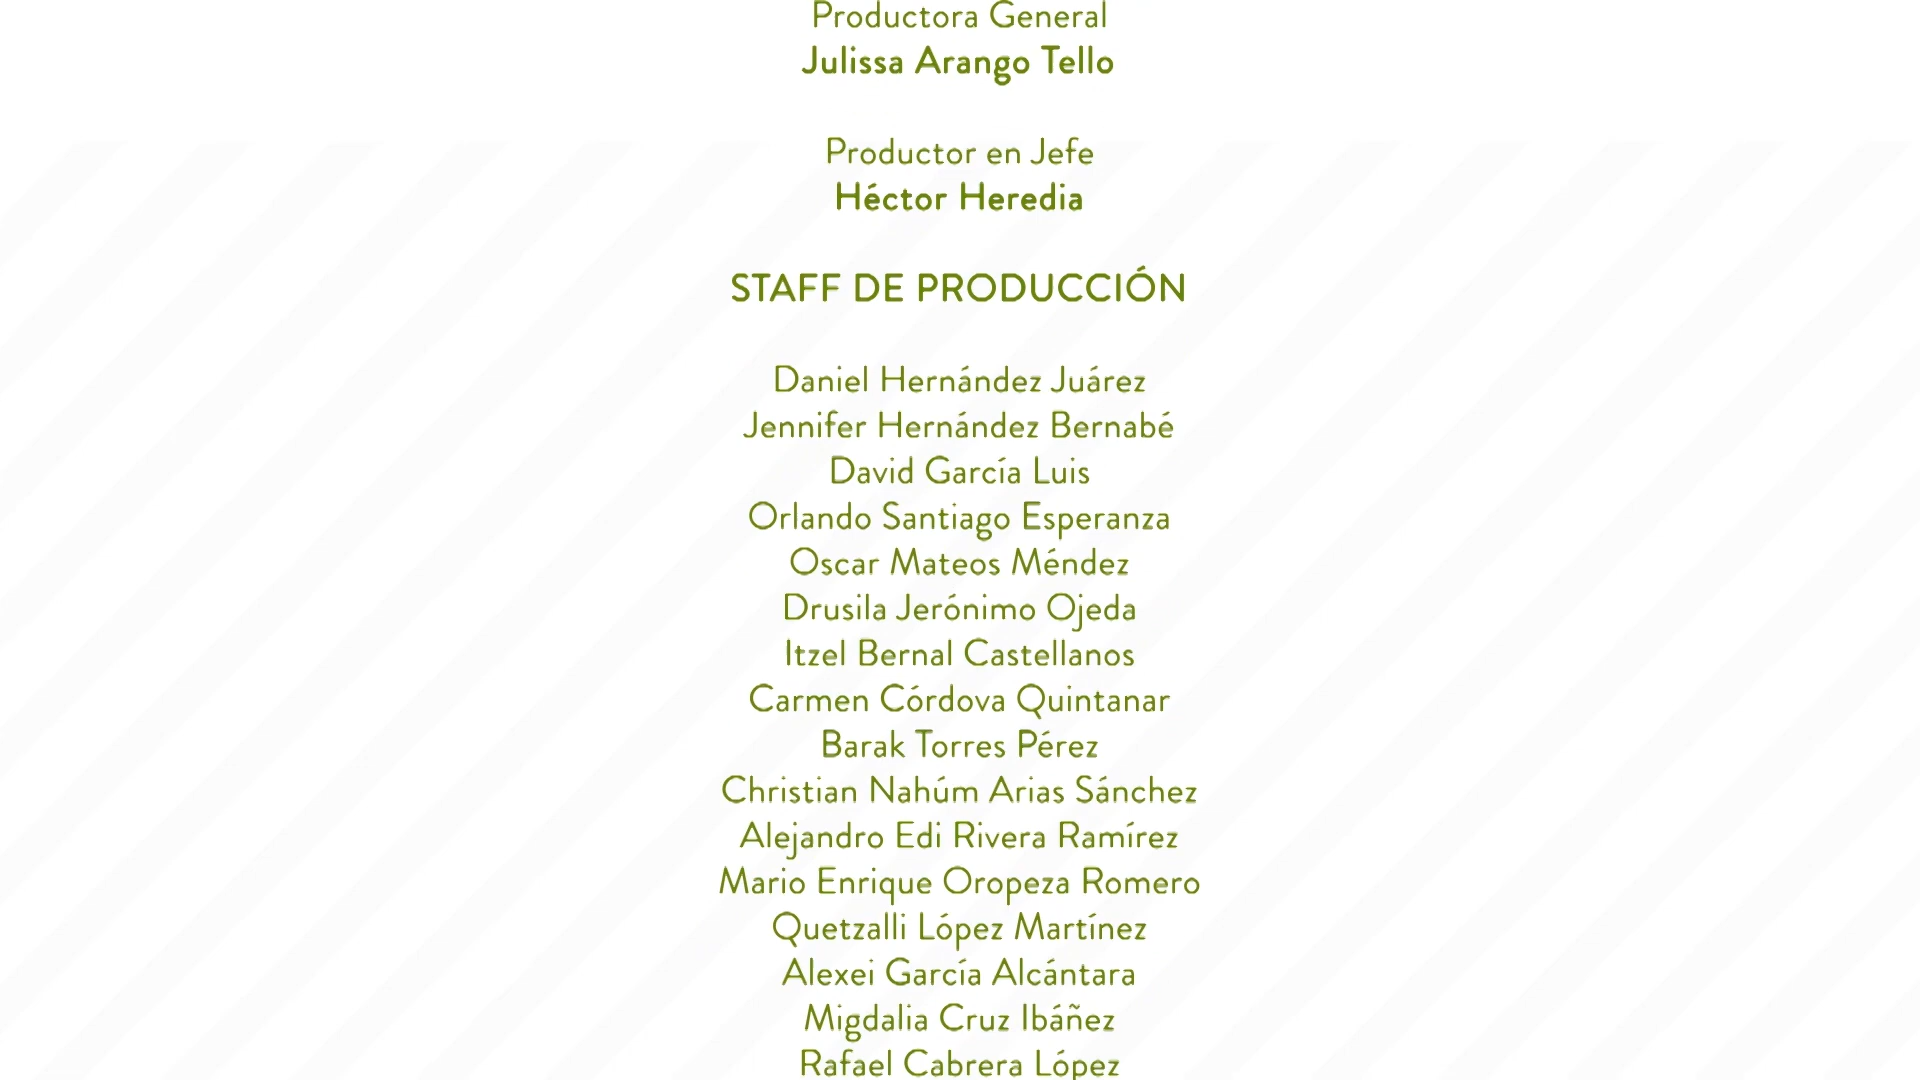 Productora General
Julissa Arango Tello
Productor en Jefe
Héctor Heredia
STAFF DE PRODUCCIÓN
Daniel Hernández Juárez
Jennifer Hernández Bernabé
David García Luis
Orlando Santiago Esperanza
Oscar Mateos Méndez
Drusila Jerónimo Ojeda
Itzel Bernal Castellanos
Carmen Córdova Quintanar
Barak Torres Pérez
Christian Nahúm Arias Sánchez
Alejandro Edi Rivera Ramírez
Mario Enrique Oropeza Romero
Quetzalli López Martínez
Alexei García Alcántara
Migdalia Cruz Ibáñez
Rafael Cabrera López